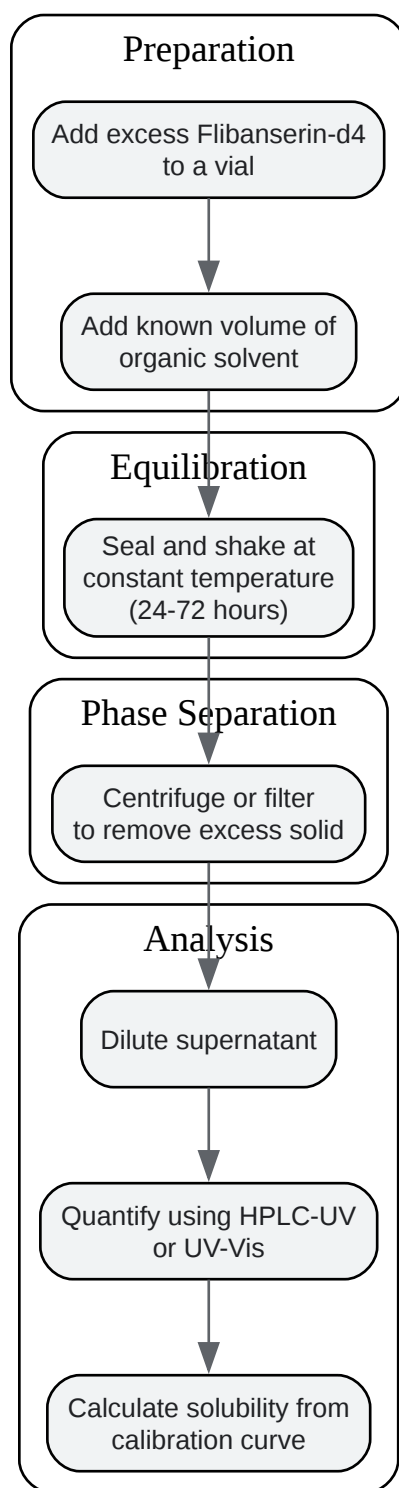 Preparation
Add excess Flibanserin-d4
to a vial
Add known volume of
organic solvent
Equilibration
Seal and shake at
constant temperature
(24-72 hours)
Phase Separation
Centrifuge or filter
to remove excess solid
Analysis
Dilute supernatant
Quantify using HPLC-UV
or UV-Vis
Calculate solubility from
calibration curve